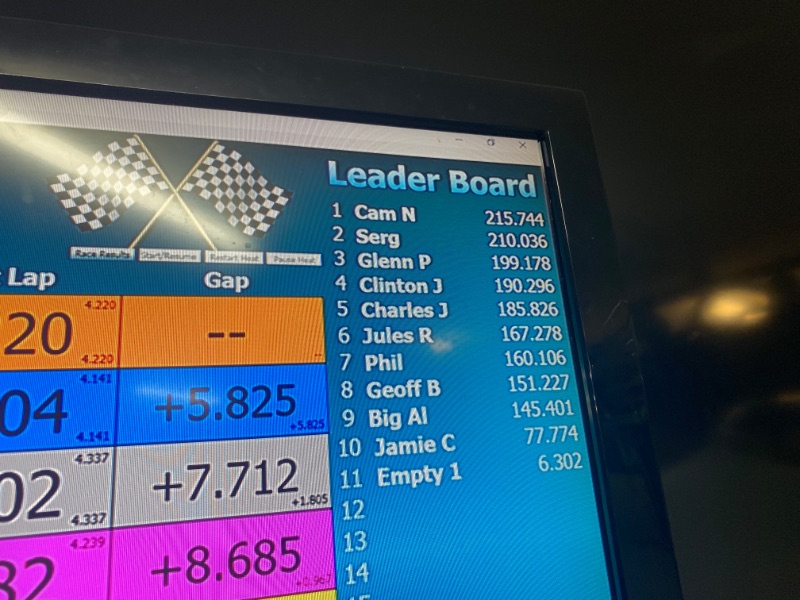 Leader Board
1 Cam N 215.744
2 Serg 210.036
3 Glenn P 199.178
4 Clinton J 190.296
5 Charles J 185.826
6 Jules R 167.278
7 Phil 160.106
8 Geoff B 151.227
9 Big Al 145.401
10 Jamie C 77.774
11 Empty 1 6.302
12
13
14
Race Results Start/Resume Restart Heat Pause Heat
Lap Gap
4.220
20 --
4.220 --
4.141
04 +5.825
4.141 +5.825
4.337
02 +7.712
4.337 +1.805
4.239
32 +8.685
+0.967